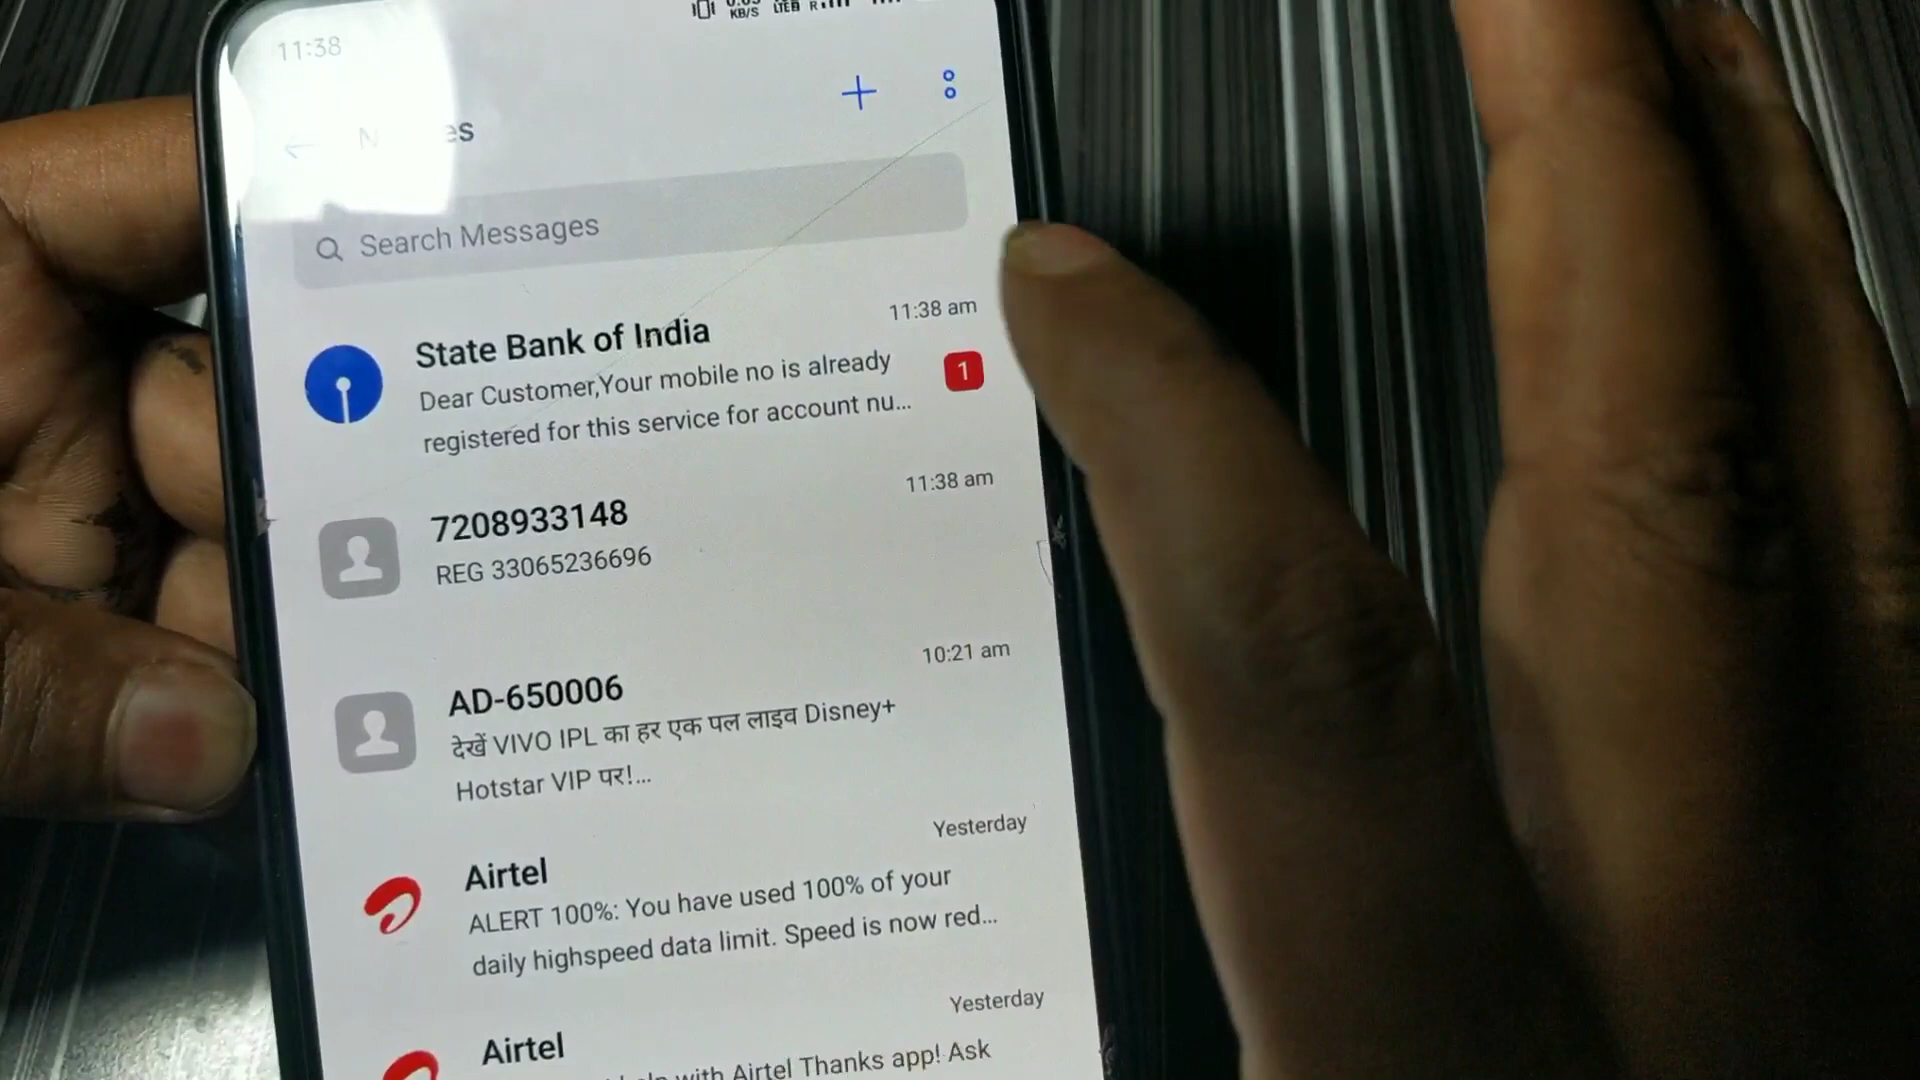 11:38
KB/S LTE R
Search Messages
State Bank of India
11:38 am
Dear Customer,Your mobile no is already
registered for this service for account nu...
1
7208933148
11:38 am
REG 33065236696
AD-650006
10:21 am
देखें VIVO IPL का हर एक पल लाइव Disney+
Hotstar VIP पर!...
Airtel
Yesterday
ALERT 100%: You have used 100% of your
daily highspeed data limit. Speed is now red...
Airtel
Yesterday
with Airtel Thanks app! Ask